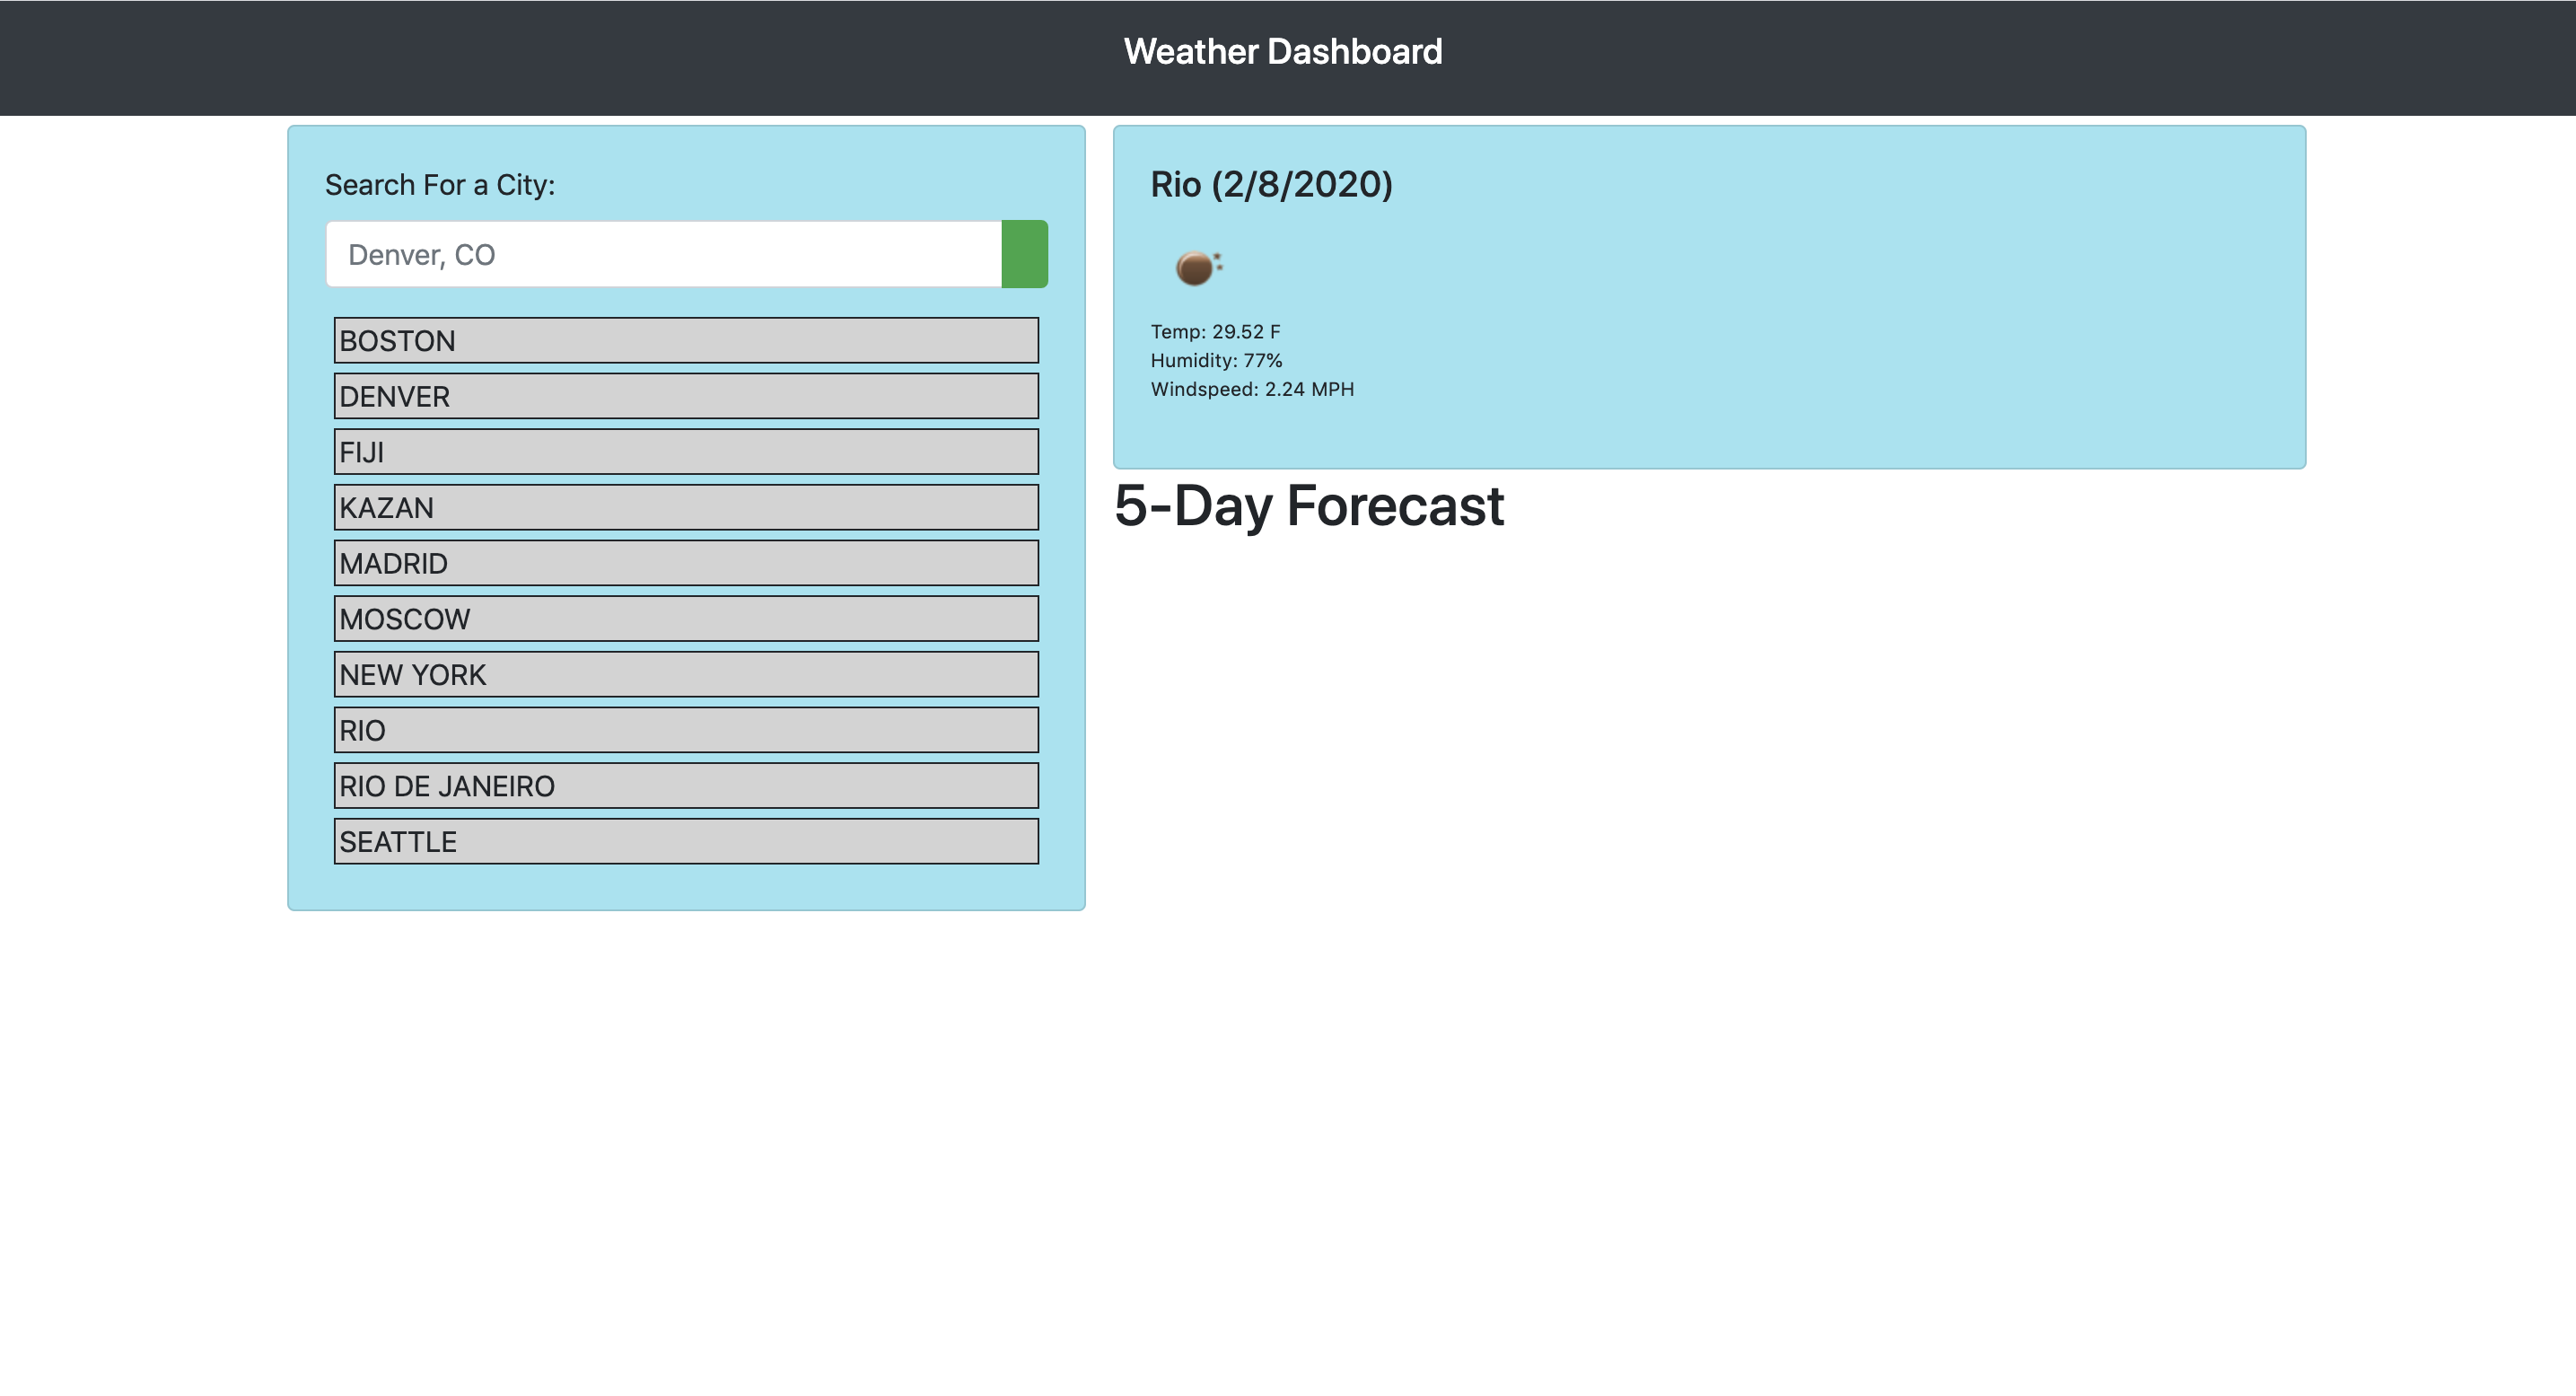 Weather Dashboard
Search For a City:
Denver, CO
BOSTON
DENVER
FIJI
KAZAN
MADRID
MOSCOW
NEW YORK
RIO
RIO DE JANEIRO
SEATTLE
Rio (2/8/2020)
Temp: 29.52 F
Humidity: 77%
Windspeed: 2.24 MPH
5-Day Forecast